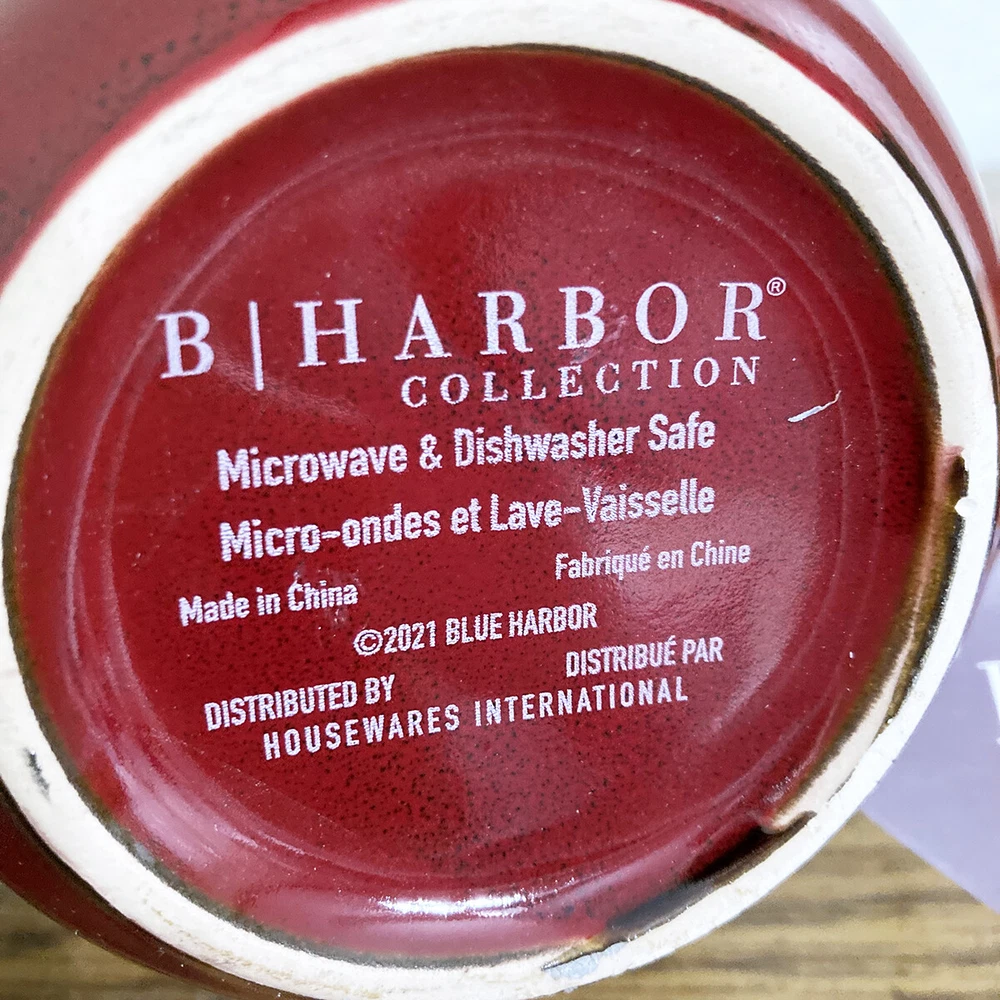 B|HARBOR®
COLLECTION
Microwave & Dishwasher Safe
Micro-ondes et Lave-Vaisselle
Made in China Fabriqué en Chine
©2021 BLUE HARBOR
DISTRIBUTED BY DISTRIBUÉ PAR
HOUSEWARES INTERNATIONAL